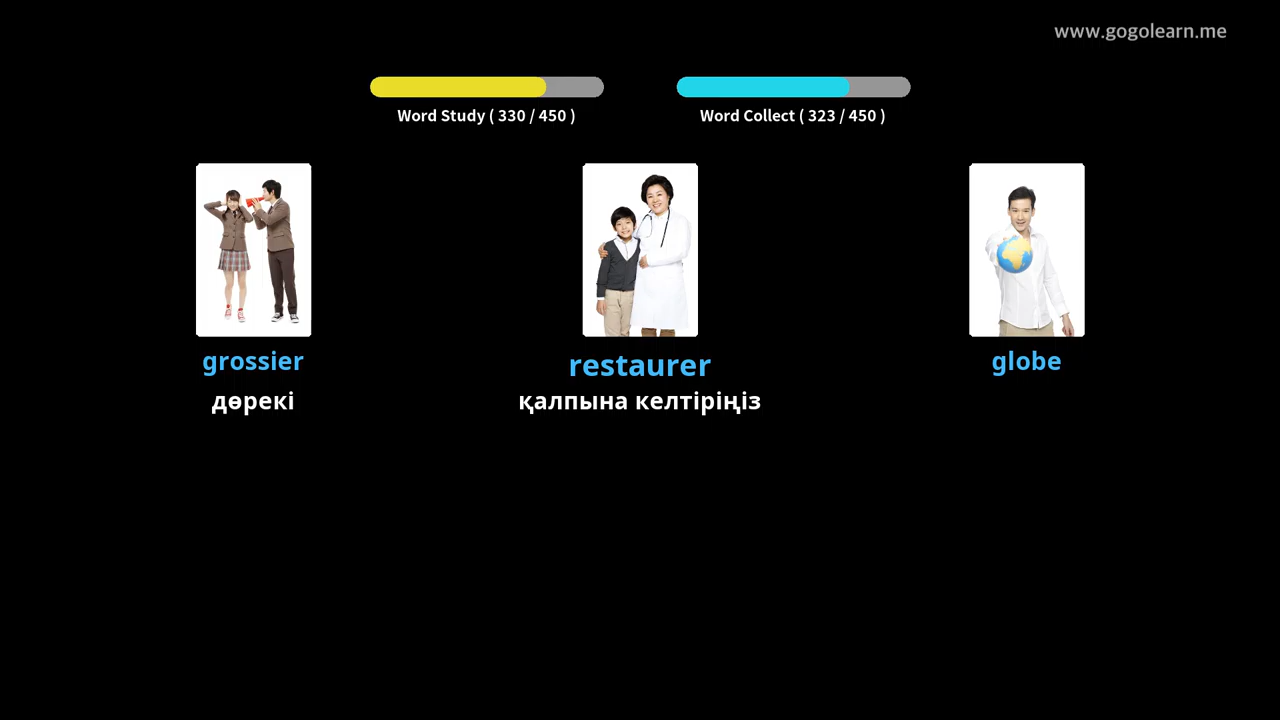 www.gogolearn.me
Word Study ( 330 / 450 )
Word Collect ( 323 / 450 )
grossier
restaurer
globe
дөрекі
қалпына келтіріңіз